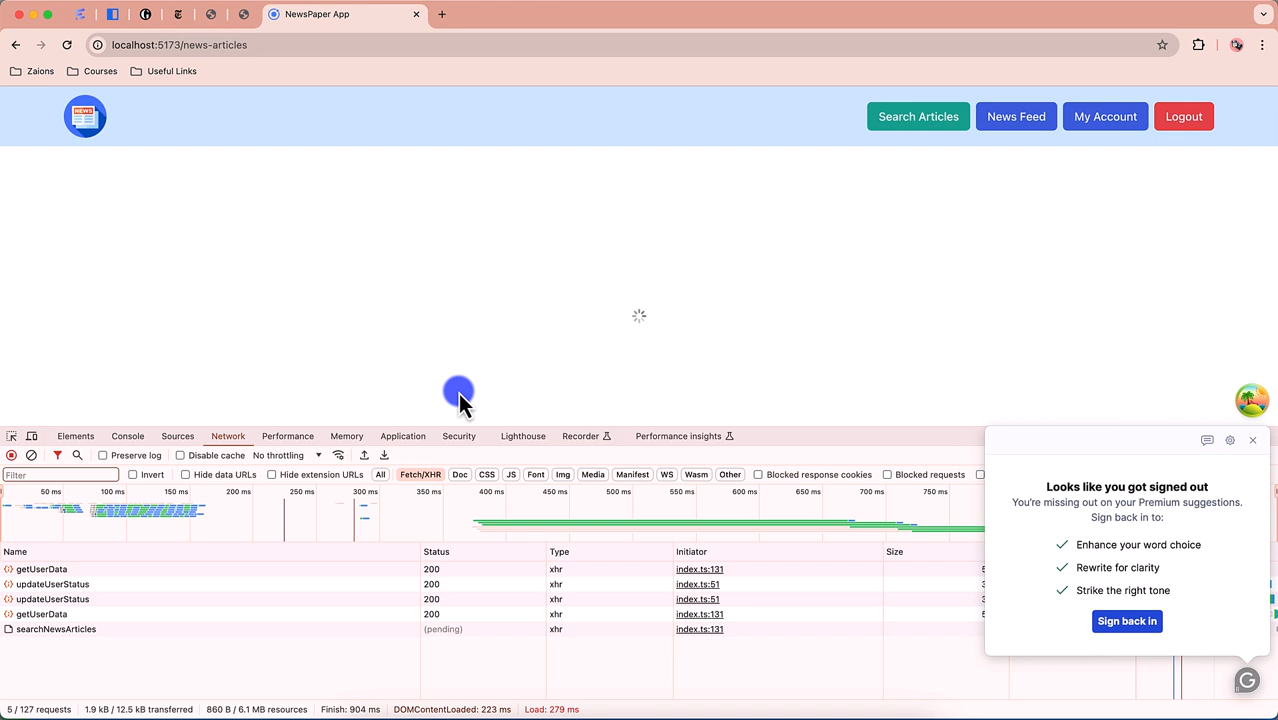 NewsPaper App
localhost:5173/news-articles
Zaions Courses Useful Links
NEWS
Search Articles News Feed My Account Logout
Elements Console Sources Network Performance Memory Application Security Lighthouse Recorder Performance insights
Preserve log Disable cache No throttling
Filter Invert Hide data URLs Hide extension URLs All Fetch/XHR Doc CSS JS Font Img Media Manifest WS Wasm Other Blocked response cookies Blocked requests
50 ms 100 ms 150 ms 200 ms 250 ms 300 ms 350 ms 400 ms 450 ms 500 ms 550 ms 600 ms 650 ms 700 ms 750 ms
Name Status Type Initiator Size
getUserData 200 xhr index.ts:131
updateUserStatus 200 xhr index.ts:51
updateUserStatus 200 xhr index.ts:51
getUserData 200 xhr index.ts:131
searchNewsArticles (pending) xhr index.ts:131
5 / 127 requests 1.9 kB / 12.5 kB transferred 860 B / 6.1 MB resources Finish: 904 ms DOMContentLoaded: 223 ms Load: 279 ms
Looks like you got signed out
You're missing out on your Premium suggestions.
Sign back in to:
Enhance your word choice
Rewrite for clarity
Strike the right tone
Sign back in